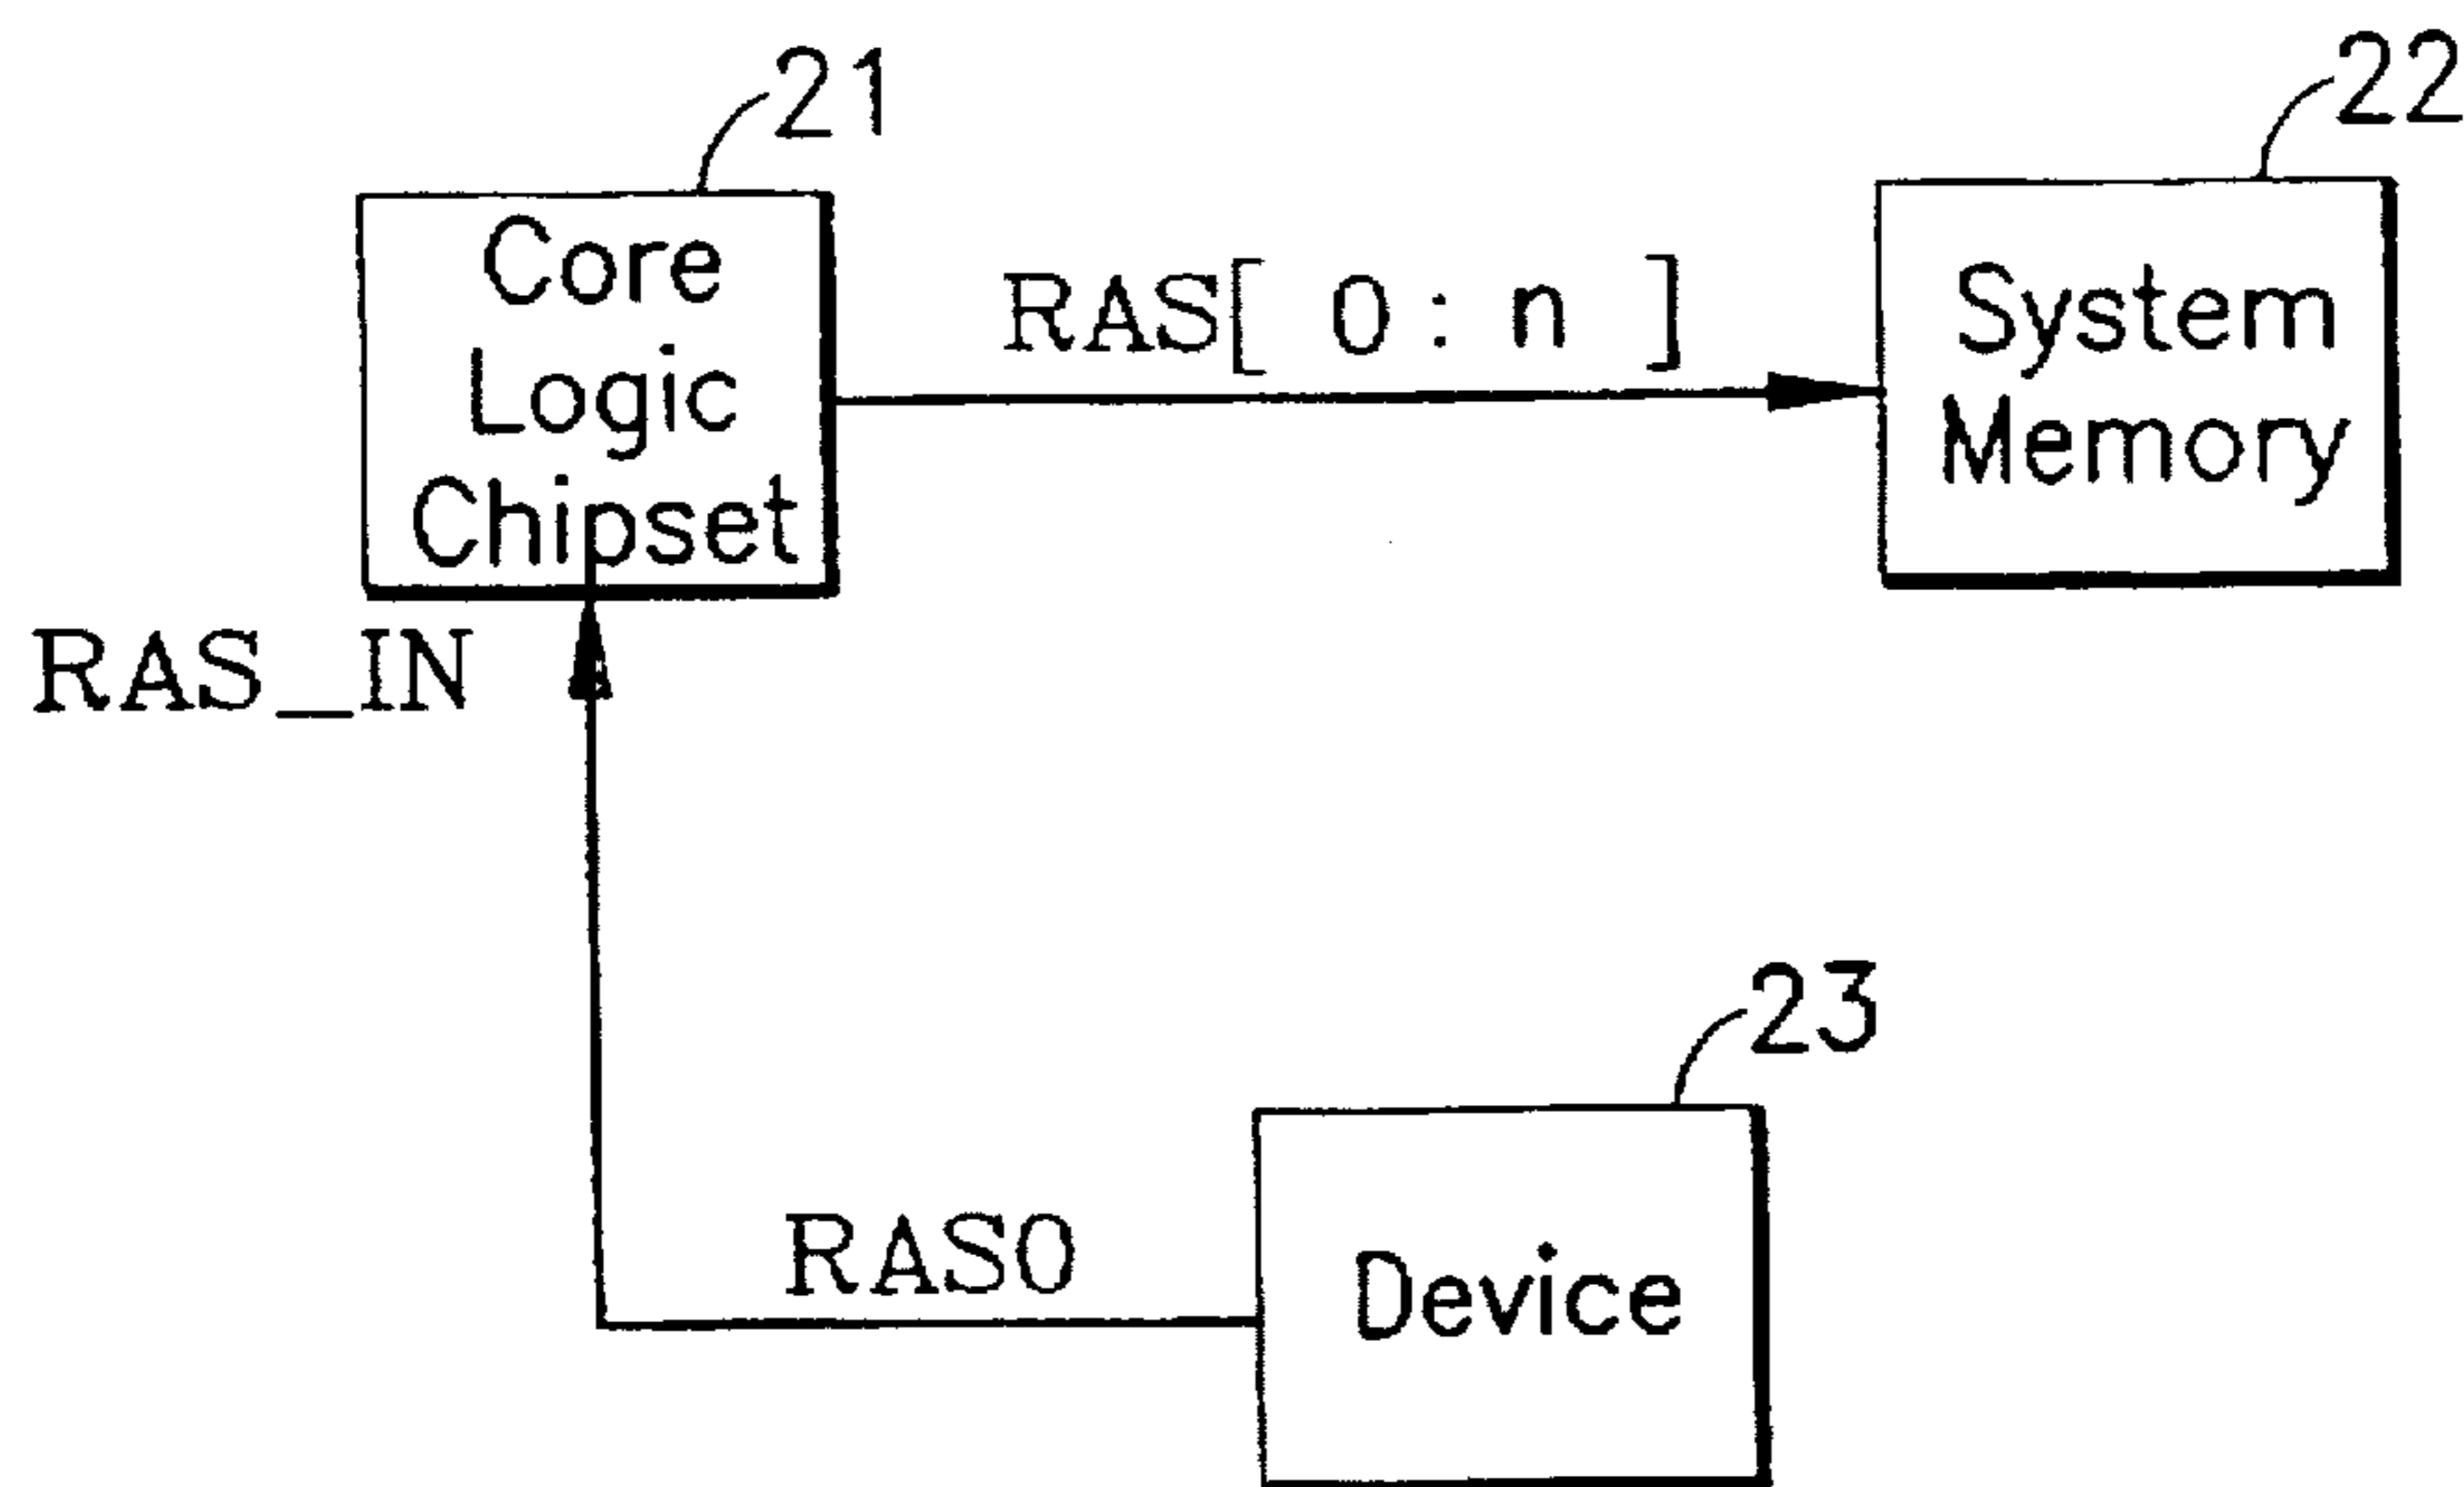 21
22
Core
Logic
Chipset
RAS[ 0 : n ]
System
Memory
RAS_IN
23
RAS0
Device